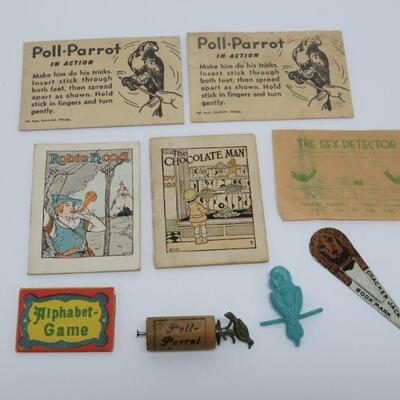 Poll-Parrot
IN ACTION
Make him do his tricks.
Insert stick through
both feet, then spread
apart as shown. Hold
stick in fingers and turn
gently.
Poll-Parrot
IN ACTION
Make him do his tricks.
Insert stick through
both feet, then spread
apart as shown. Hold
stick in fingers and turn
gently.
Robin Hood
The
CHOCOLATE MAN
THE SEX DETECTOR
Alphabet-
Game
Poll-
Parrot
CRACKER JACK
BOOK MARK